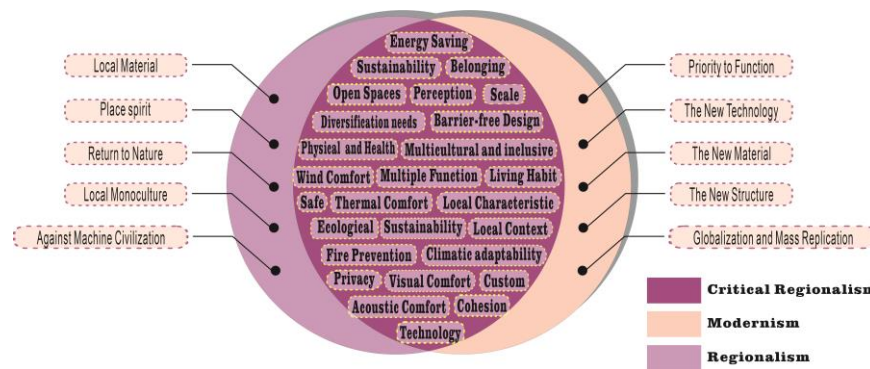 Local Material
Place spirit
Return to Nature
Local Monoculture
Against Machine Civilization
Energy Saving
Sustainability Belonging
Open Spaces Perception Scale
Diversification needs Barrier-free Design
Physical and Health Multicultural and inclusive
Wind Comfort Multiple Function Living Habit
Safe Thermal Comfort Local Characteristic
Ecological Sustainability Local Context
Fire Prevention Climatic adaptability
Privacy Visual Comfort Custom
Acoustic Comfort Cohesion
Technology
Priority to Function
The New Technology
The New Material
The New Structure
Globalization and Mass Replication
Critical Regionalism
Modernism
Regionalism